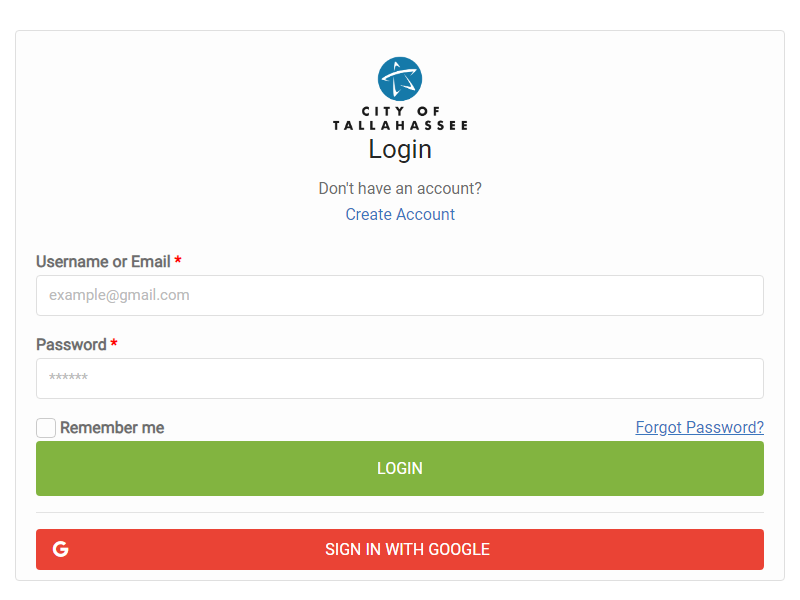 CITY OF
TALLAHASSEE
Login
Don't have an account?
Create Account
Username or Email *
example@gmail.com
Password *
******
Remember me
Forgot Password?
LOGIN
G
SIGN IN WITH GOOGLE